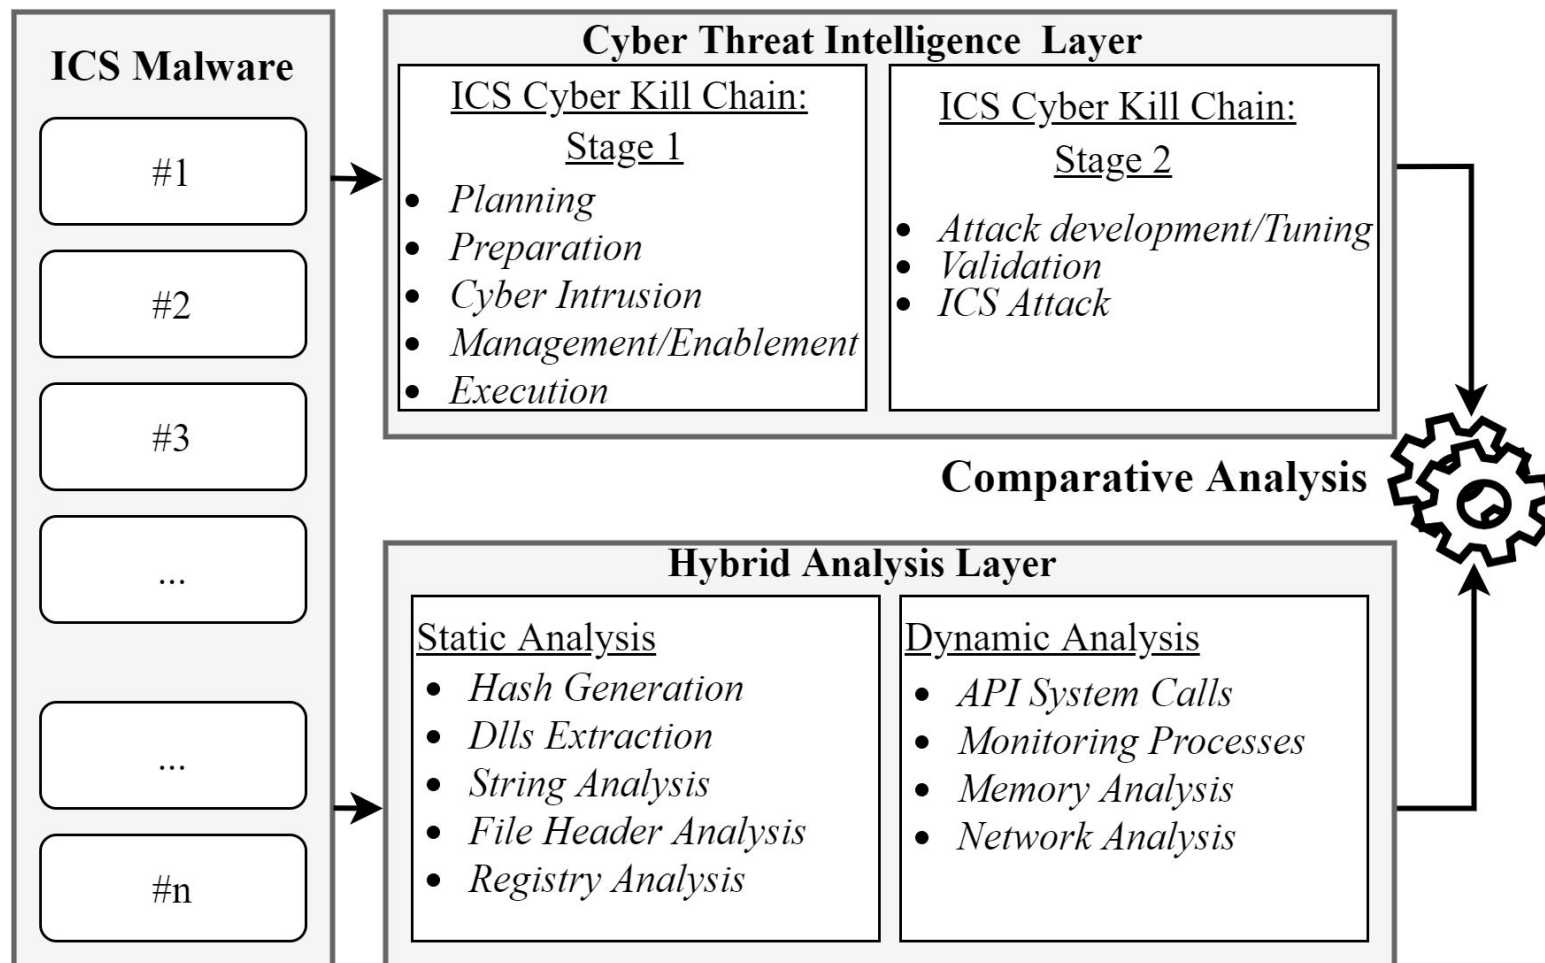 ICS Malware
#1
#2
#3
...
...
#n
Cyber Threat Intelligence Layer
ICS Cyber Kill Chain:
Stage 1
Planning
Preparation
Cyber Intrusion
Management/Enablement
Execution
ICS Cyber Kill Chain:
Stage 2
Attack development/Tuning
Validation
ICS Attack
Comparative Analysis
Hybrid Analysis Layer
Static Analysis
Hash Generation
Dlls Extraction
String Analysis
File Header Analysis
Registry Analysis
Dynamic Analysis
API System Calls
Monitoring Processes
Memory Analysis
Network Analysis